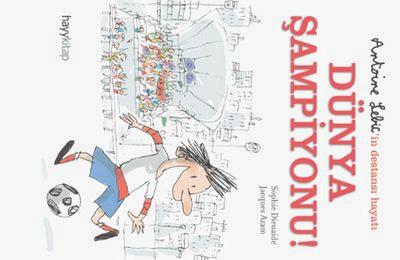 Antoine Lebic'in destansı hayatı
DÜNYA
ŞAMPİYONU!
Sophie Dieuaide
Jacques Azam
hayykitap